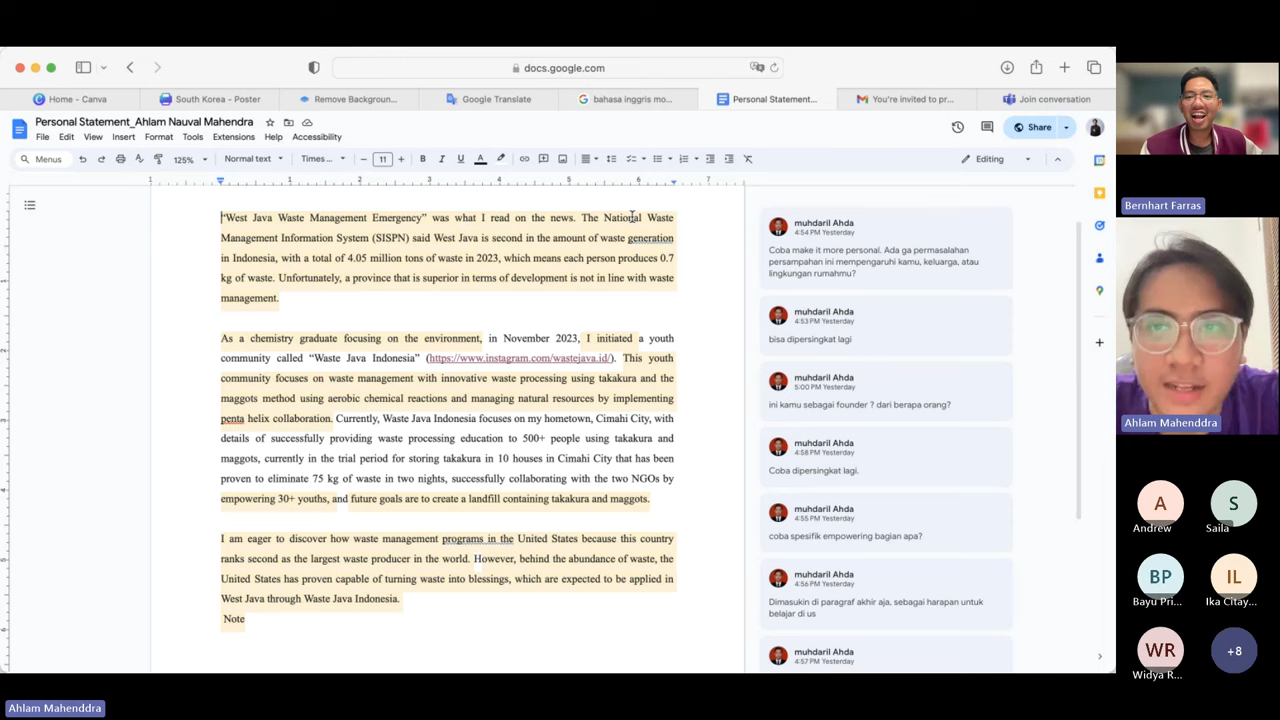 docs.google.com
Home – Canva
South Korea - Poster
Remove Backgroun...
Google Translate
bahasa inggris mo...
Personal Statement...
You're invited to pr...
Join conversation
Personal Statement_Ahlam Nauval Mahendra
File Edit View Insert Format Tools Extensions Help Accessibility
Share
Menus
125%
Normal text
Times ...
11
Editing
1 1 2 3 4 5 6 7
“West Java Waste Management Emergency” was what I read on the news. The National Waste
Management Information System (SISPN) said West Java is second in the amount of waste generation
in Indonesia, with a total of 4.05 million tons of waste in 2023, which means each person produces 0.7
kg of waste. Unfortunately, a province that is superior in terms of development is not in line with waste
management.
As a chemistry graduate focusing on the environment, in November 2023, I initiated a youth
community called “Waste Java Indonesia” (https://www.instagram.com/wastejava.id/). This youth
community focuses on waste management with innovative waste processing using takakura and the
maggots method using aerobic chemical reactions and managing natural resources by implementing
penta helix collaboration. Currently, Waste Java Indonesia focuses on my hometown, Cimahi City, with
details of successfully providing waste processing education to 500+ people using takakura and
maggots, currently in the trial period for storing takakura in 10 houses in Cimahi City that has been
proven to eliminate 75 kg of waste in two nights, successfully collaborating with the two NGOs by
empowering 30+ youths, and future goals are to create a landfill containing takakura and maggots.
I am eager to discover how waste management programs in the United States because this country
ranks second as the largest waste producer in the world. However, behind the abundance of waste, the
United States has proven capable of turning waste into blessings, which are expected to be applied in
West Java through Waste Java Indonesia.
Note
muhdaril Ahda
4:54 PM Yesterday
Coba make it more personal. Ada ga permasalahan
persampahan ini mempengaruhi kamu, keluarga, atau
lingkungan rumahmu?
muhdaril Ahda
4:53 PM Yesterday
bisa dipersingkat lagi
muhdaril Ahda
5:00 PM Yesterday
ini kamu sebagai founder ? dari berapa orang?
muhdaril Ahda
4:58 PM Yesterday
Coba dipersingkat lagi.
muhdaril Ahda
4:55 PM Yesterday
coba spesifik empowering bagian apa?
muhdaril Ahda
4:56 PM Yesterday
Dimasukin di paragraf akhir aja, sebagai harapan untuk
belajar di us
muhdaril Ahda
4:57 PM Yesterday
Bernhart Farras
Ahlam Mahenddra
A
Andrew
S
Saila
BP
Bayu Pri...
IL
Ika Citay...
WR
Widya R...
+8
Ahlam Mahenddra